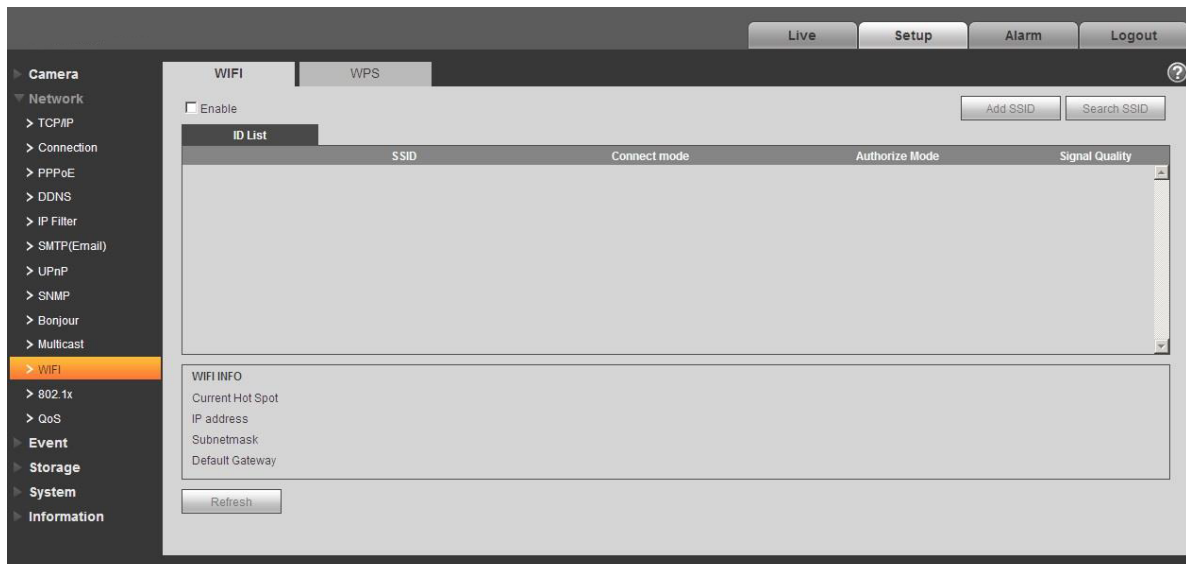 Live Setup Alarm Logout
Camera
Network
> TCP/IP
> Connection
> PPPoE
> DDNS
> IP Filter
> SMTP(Email)
> UPnP
> SNMP
> Bonjour
> Multicast
> WIFI
> 802.1x
> QoS
Event
Storage
System
Information
WIFI WPS
?
Enable
Add SSID Search SSID
ID List
SSID Connect mode Authorize Mode Signal Quality
WIFI INFO
Current Hot Spot
IP address
Subnetmask
Default Gateway
Refresh